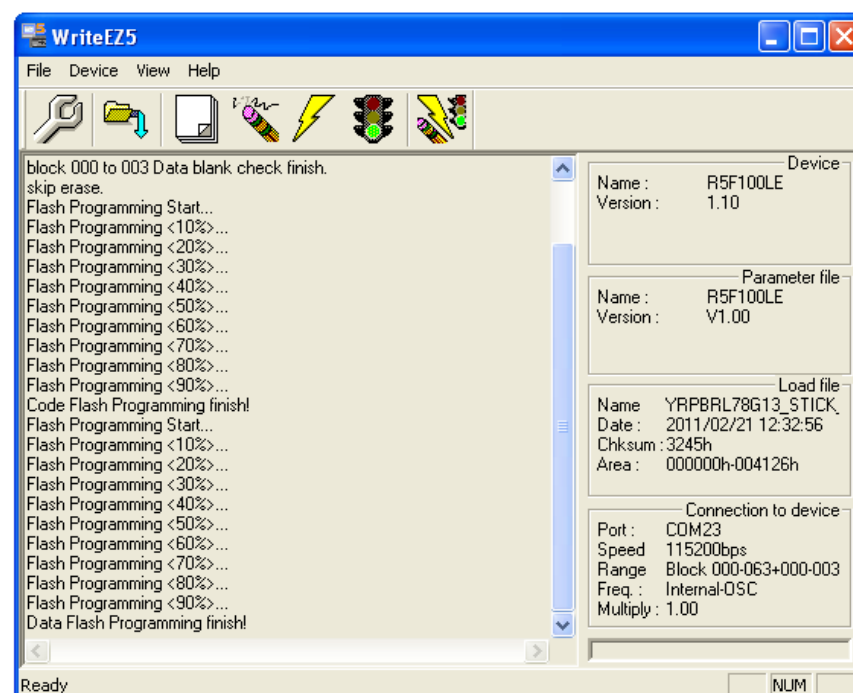 WriteEZ5
File Device View Help
block 000 to 003 Data blank check finish.
skip erase.
Flash Programming Start...
Flash Programming <10%>...
Flash Programming <20%>...
Flash Programming <30%>...
Flash Programming <40%>...
Flash Programming <50%>...
Flash Programming <60%>...
Flash Programming <70%>...
Flash Programming <80%>...
Flash Programming <90%>...
Code Flash Programming finish!
Flash Programming Start...
Flash Programming <10%>...
Flash Programming <20%>...
Flash Programming <30%>...
Flash Programming <40%>...
Flash Programming <50%>...
Flash Programming <60%>...
Flash Programming <70%>...
Flash Programming <80%>...
Flash Programming <90%>...
Data Flash Programming finish!
Device
Name : R5F100LE
Version : 1.10
Parameter file
Name : R5F100LE
Version : V1.00
Load file
Name YRPBRL78G13_STICK_
Date : 2011/02/21 12:32:56
Chksum : 3245h
Area : 000000h-004126h
Connection to device
Port : COM23
Speed 115200bps
Range Block 000-063+000-003
Freq. : Internal-OSC
Multiply : 1.00
Ready
NUM